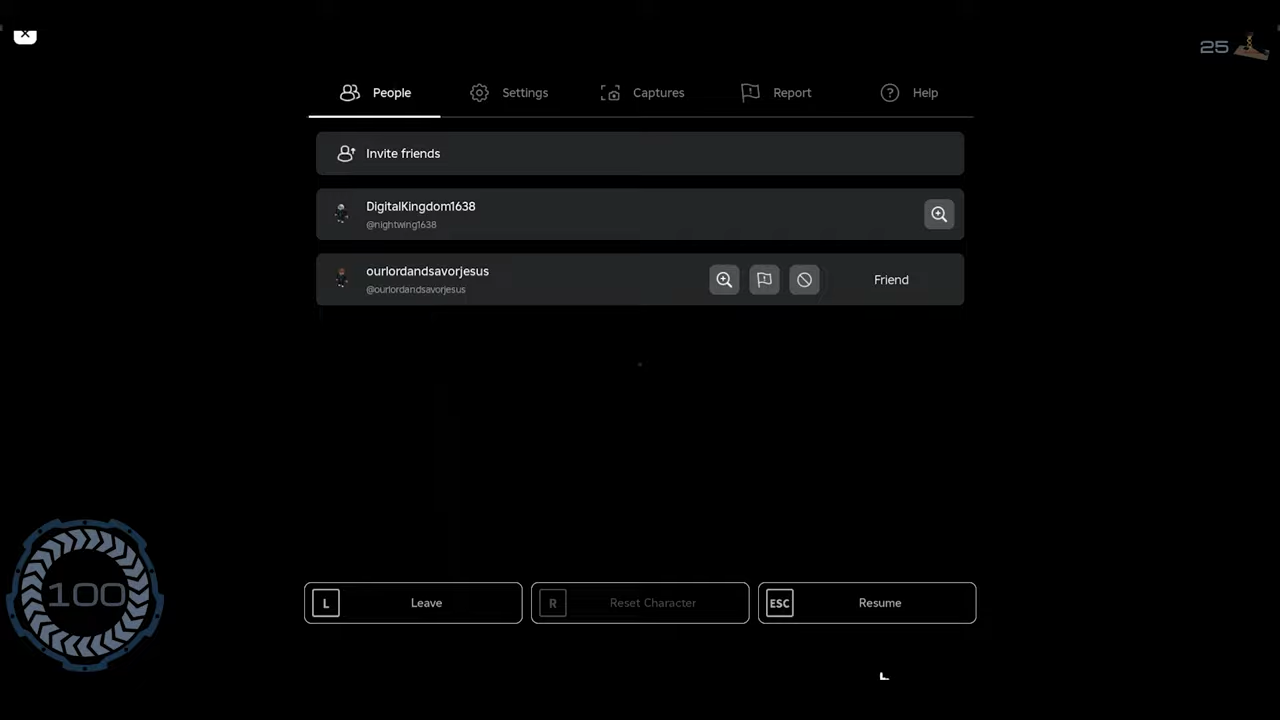 25
People
Settings
Captures
Report
Help
Invite friends
DigitalKingdom1638
@nightwing1638
ourlordandsavorjesus
@ourlordandsavorjesus
Friend
100
L Leave
R Reset Character
ESC Resume